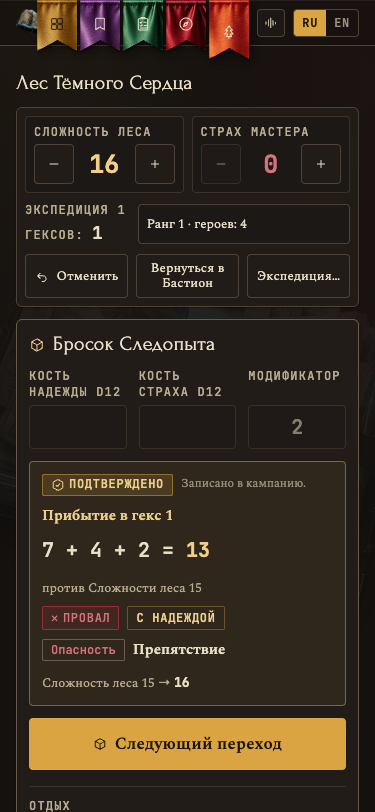 RU EN
Лес Тёмного Сердца
СЛОЖНОСТЬ ЛЕСА
СТРАХ МАСТЕРА
− 16 +
− 0 +
ЭКСПЕДИЦИЯ 1
ГЕКСОВ: 1
Ранг 1 · героев: 4
Отменить
Вернуться в
Бастион
Экспедиция…
Бросок Следопыта
КОСТЬ
НАДЕЖДЫ D12
КОСТЬ
СТРАХА D12
МОДИФИКАТОР
2
ПОДТВЕРЖДЕНО
Записано в кампанию.
Прибытие в гекс 1
7 + 4 + 2 = 13
против Сложности леса 15
× ПРОВАЛ
С НАДЕЖДОЙ
Опасность
Препятствие
Сложность леса 15 → 16
Следующий переход
ОТДЫХ